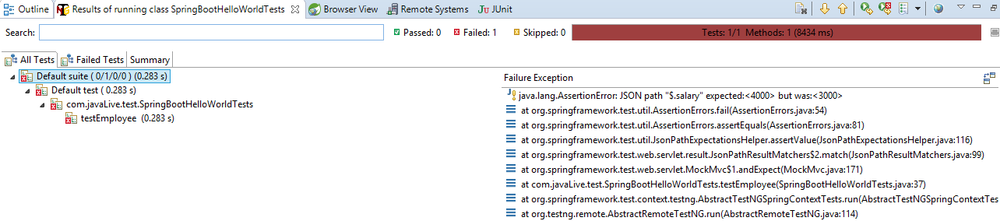 Outline
Results of running class SpringBootHelloWorldTests
Browser View
Remote Systems
JUnit
Search:
Passed: 0
Failed: 1
Skipped: 0
Tests: 1/1 Methods: 1 (8434 ms)
All Tests
Failed Tests
Summary
Default suite ( 0/1/0/0 ) (0.283 s)
Default test ( 0.283 s)
com.javaLive.test.SpringBootHelloWorldTests
testEmployee (0.283 s)
Failure Exception
java.lang.AssertionError: JSON path "$.salary" expected:<4000> but was:<3000>
at org.springframework.test.util.AssertionErrors.fail(AssertionErrors.java:54)
at org.springframework.test.util.AssertionErrors.assertEquals(AssertionErrors.java:81)
at org.springframework.test.util.JsonPathExpectationsHelper.assertValue(JsonPathExpectationsHelper.java:116)
at org.springframework.test.web.servlet.result.JsonPathResultMatchers$2.match(JsonPathResultMatchers.java:99)
at org.springframework.test.web.servlet.MockMvc$1.andExpect(MockMvc.java:171)
at com.javaLive.test.SpringBootHelloWorldTests.testEmployee(SpringBootHelloWorldTests.java:37)
at org.springframework.test.context.testng.AbstractTestNGSpringContextTests.run(AbstractTestNGSpringContextTes
at org.testng.remote.AbstractRemoteTestNG.run(AbstractRemoteTestNG.java:114)